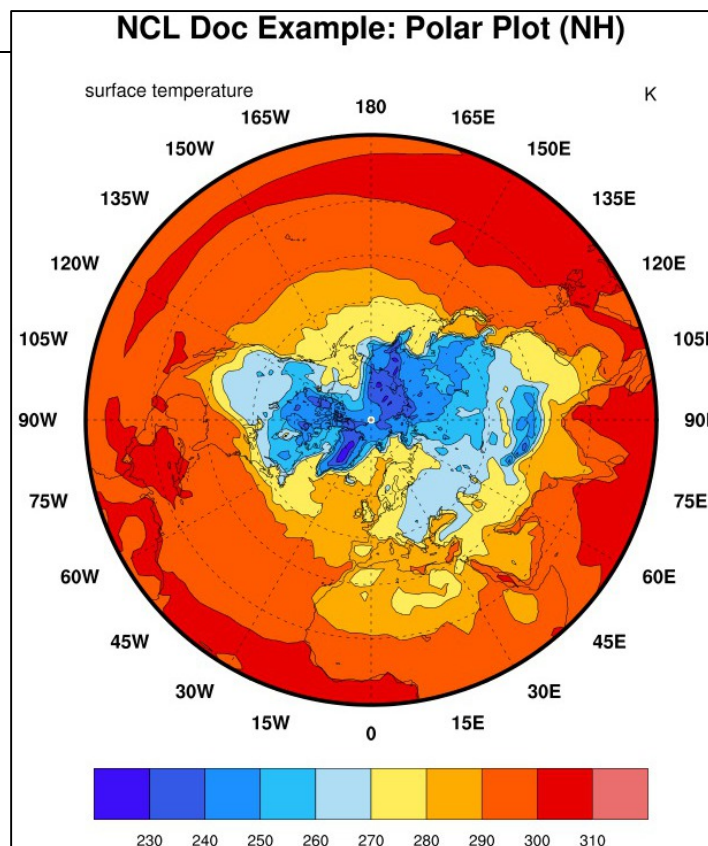 NCL Doc Example: Polar Plot (NH)
surface temperature
K
180
165W
165E
150W
150E
135W
135E
120W
120E
105W
105E
90W
90E
75W
75E
60W
60E
45W
45E
30W
30E
15W
15E
0
230 240 250 260 270 280 290 300 310